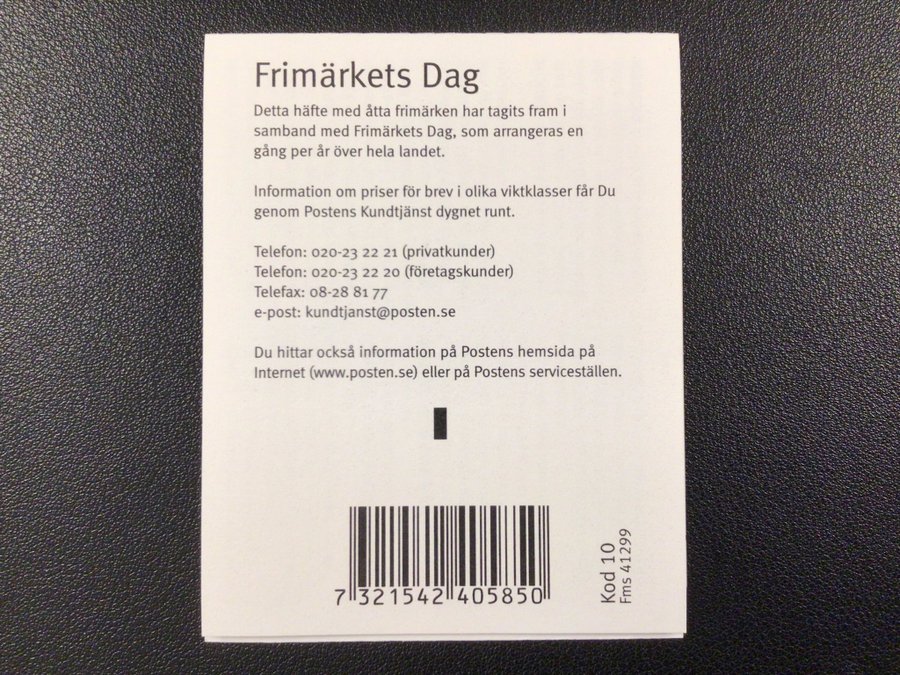 Frimärkets Dag
Detta häfte med åtta frimärken har tagits fram i
samband med Frimärkets Dag, som arrangeras en
gång per år över hela landet.
Information om priser för brev i olika viktklasser får Du
genom Postens Kundtjänst dygnet runt.
Telefon: 020-23 22 21 (privatkunder)
Telefon: 020-23 22 20 (företagskunder)
Telefax: 08-28 81 77
e-post: kundtjanst@posten.se
Du hittar också information på Postens hemsida på
Internet (www.posten.se) eller på Postens serviceställen.
7 321542 405850
Kod 10
Fms 41299